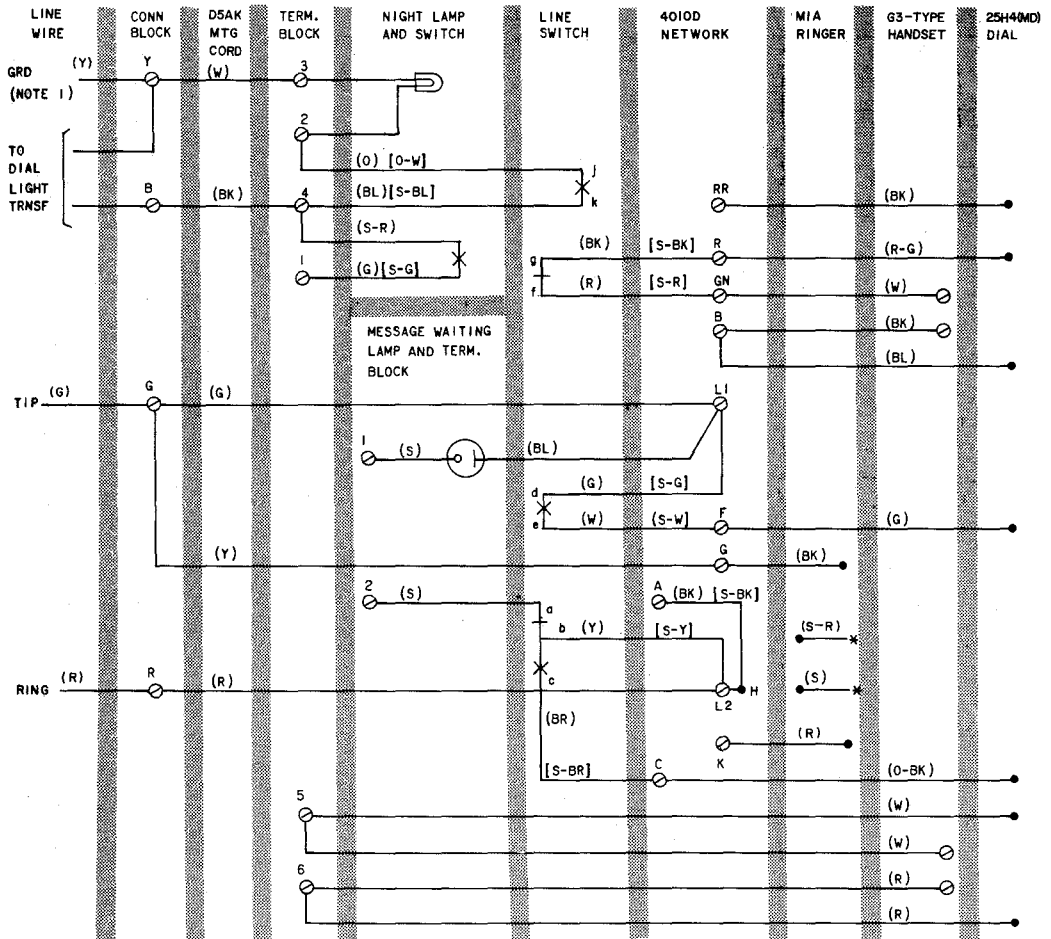 LINE WIRE
CONN BLOCK
D5AK MTG CORD
TERM. BLOCK
NIGHT LAMP AND SWITCH
LINE SWITCH
4010D NETWORK
M1A RINGER
G3-TYPE HANDSET
25H4(MD) DIAL
GRD (Y) Y (W) 3
(NOTE 1)
2
TO DIAL LIGHT TRNSF
(O) [O-W] j
B (BK) 4 (BL)[S-BL] k RR (BK)
(S-R)
(BK) [S-BK] R (R-G)
g
1 (G)[S-G]
f (R) [S-R] GN (W)
B (BK)
MESSAGE WAITING
LAMP AND TERM.
BLOCK
(BL)
TIP (G) G (G) L1
1 (S) (BL)
d (G) [S-G]
e (W) (S-W) F (G)
(Y) G (BK)
2 (S) a A (BK) [S-BK]
b (Y) [S-Y] (S-R)
RING (R) R (R) c L2 H (S)
(BR)
K (R)
[S-BR] C (O-BK)
5 (W)
(W)
6 (R)
(R)